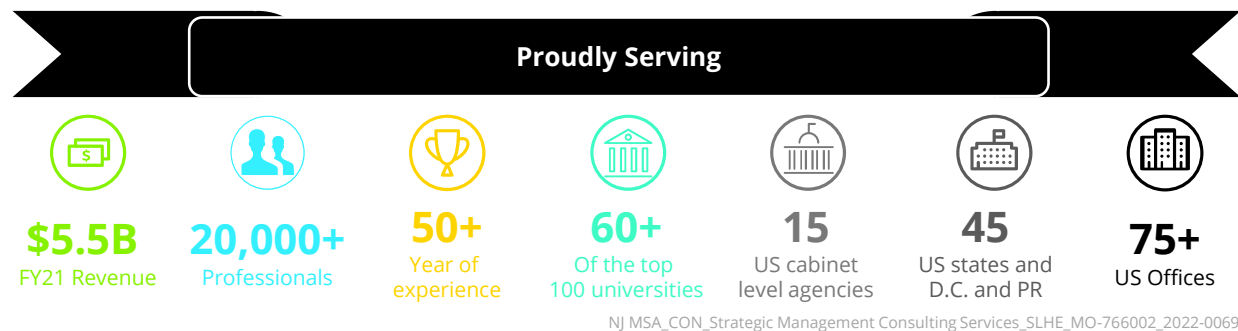 Proudly Serving
$
$5.5B
FY21 Revenue
20,000+
Professionals
50+
Year of
experience
60+
Of the top
100 universities
15
US cabinet
level agencies
45
US states and
D.C. and PR
75+
US Offices
NJ MSA_CON_Strategic Management Consulting Services_SLHE_MO-766002_2022-0069